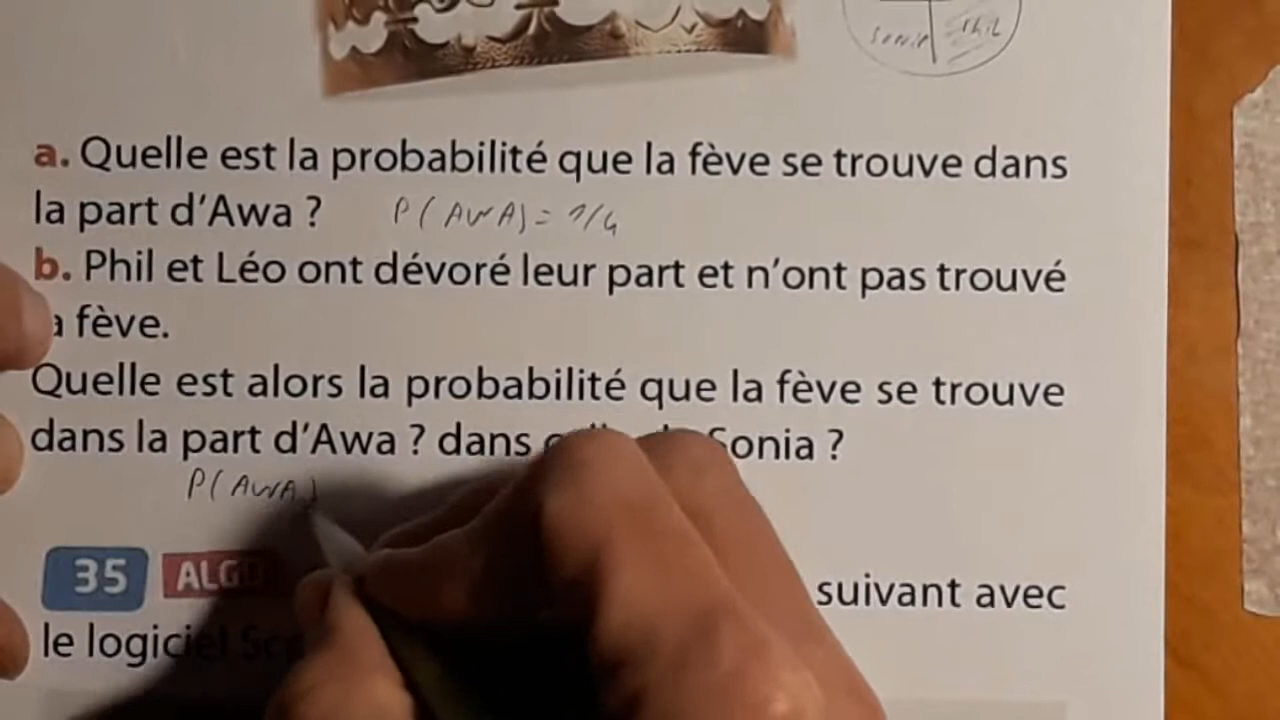 Sonia Phil
a. Quelle est la probabilité que la fève se trouve dans
la part d'Awa ? P(AWA) = 1/4
b. Phil et Léo ont dévoré leur part et n'ont pas trouvé
a fève.
Quelle est alors la probabilité que la fève se trouve
dans la part d'Awa ? dans Sonia ?
P(AWA)
35 ALGO suivant avec
le logiciel